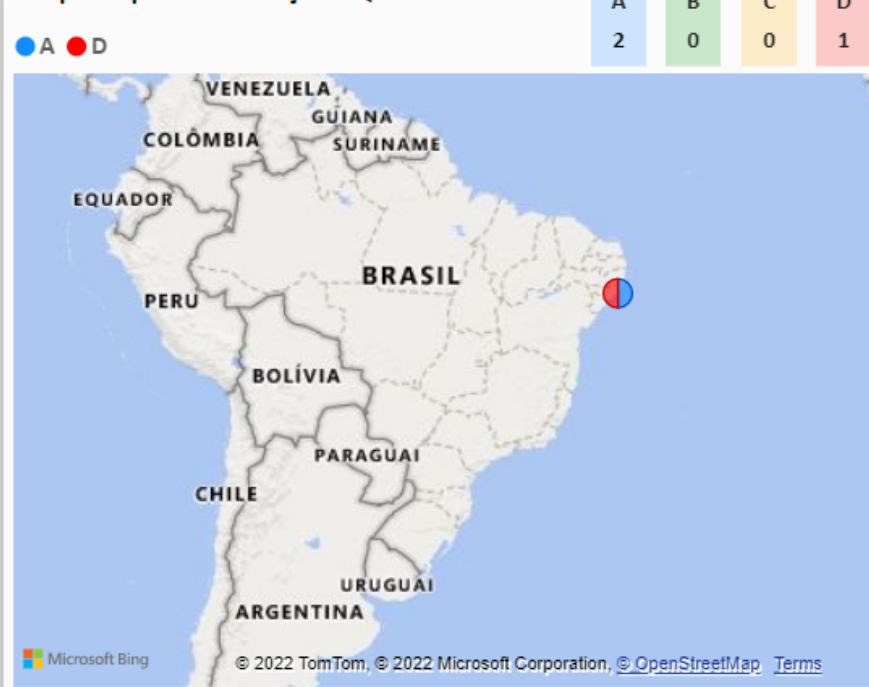 A B C D
A D
2 0 0 1
VENEZUELA
GUIANA
COLÔMBIA
SURINAME
EQUADOR
BRASIL
PERU
BOLÍVIA
PARAGUAI
CHILE
URUGUAI
ARGENTINA
Microsoft Bing
© 2022 TomTom, © 2022 Microsoft Corporation, © OpenStreetMap Terms